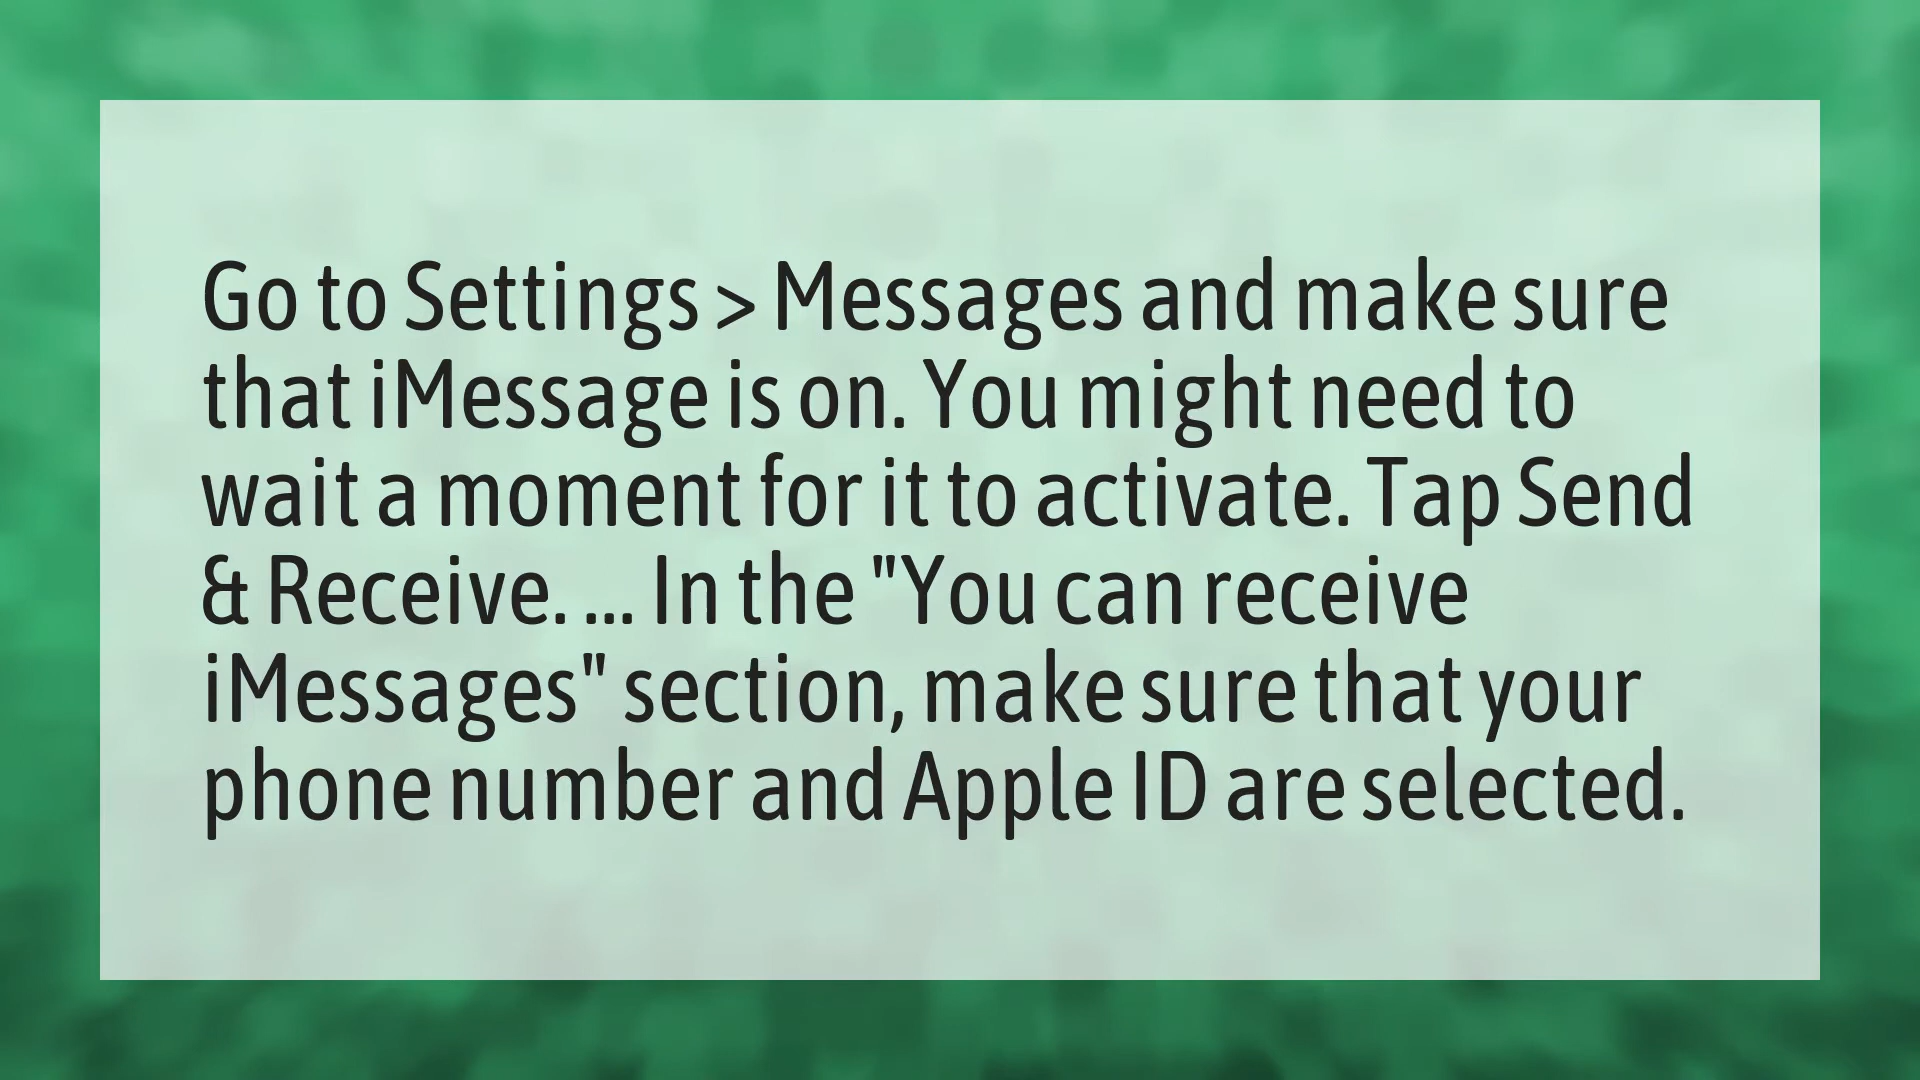 Go to Settings > Messages and make sure
that iMessage is on. You might need to
wait a moment for it to activate. Tap Send
& Receive. ... In the "You can receive
iMessages" section, make sure that your
phone number and Apple ID are selected.